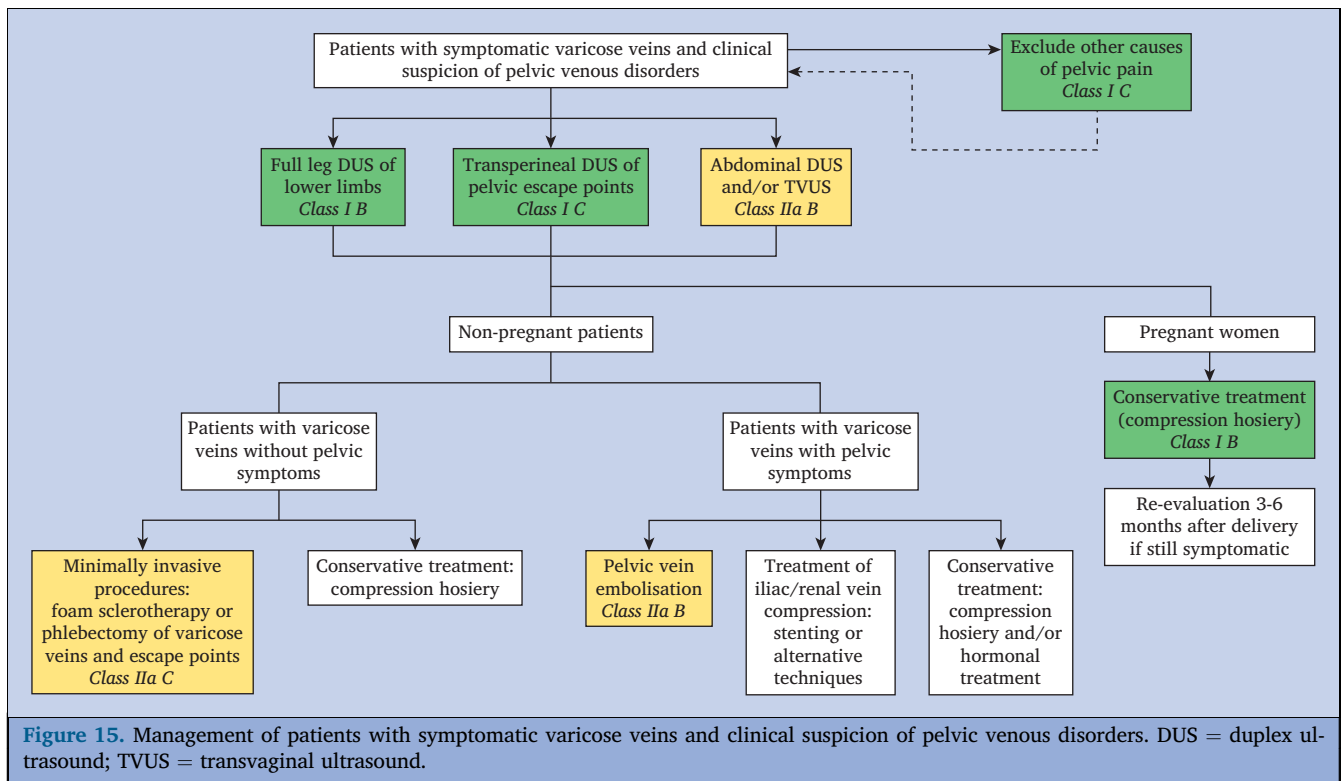 Patients with symptomatic varicose veins and clinical
suspicion of pelvic venous disorders
Exclude other causes
of pelvic pain
Class I C
Full leg DUS of
lower limbs
Class I B
Transperineal DUS of
pelvic escape points
Class I C
Abdominal DUS
and/or TVUS
Class IIa B
Non-pregnant patients
Pregnant women
Conservative treatment
(compression hosiery)
Class I B
Re-evaluation 3-6
months after delivery
if still symptomatic
Patients with varicose
veins without pelvic
symptoms
Patients with varicose
veins with pelvic
symptoms
Minimally invasive
procedures:
foam sclerotherapy or
phlebectomy of varicose
veins and escape points
Class IIa C
Conservative treatment:
compression hosiery
Pelvic vein
embolisation
Class IIa B
Treatment of
iliac/renal vein
compression:
stenting or
alternative
techniques
Conservative
treatment:
compression
hosiery and/or
hormonal
treatment
Figure 15. Management of patients with symptomatic varicose veins and clinical suspicion of pelvic venous disorders. DUS = duplex ul-
trasound; TVUS = transvaginal ultrasound.